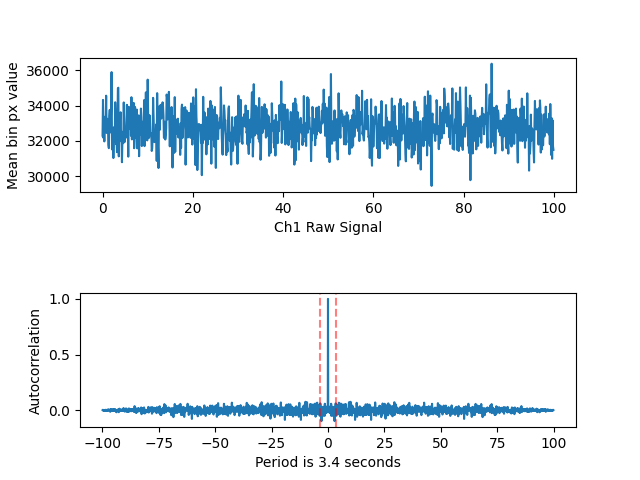 36000
34000
32000
30000
Mean bin px value
0 20 40 60 80 100
Ch1 Raw Signal
1.0
0.5
0.0
Autocorrelation
−100 −75 −50 −25 0 25 50 75 100
Period is 3.4 seconds